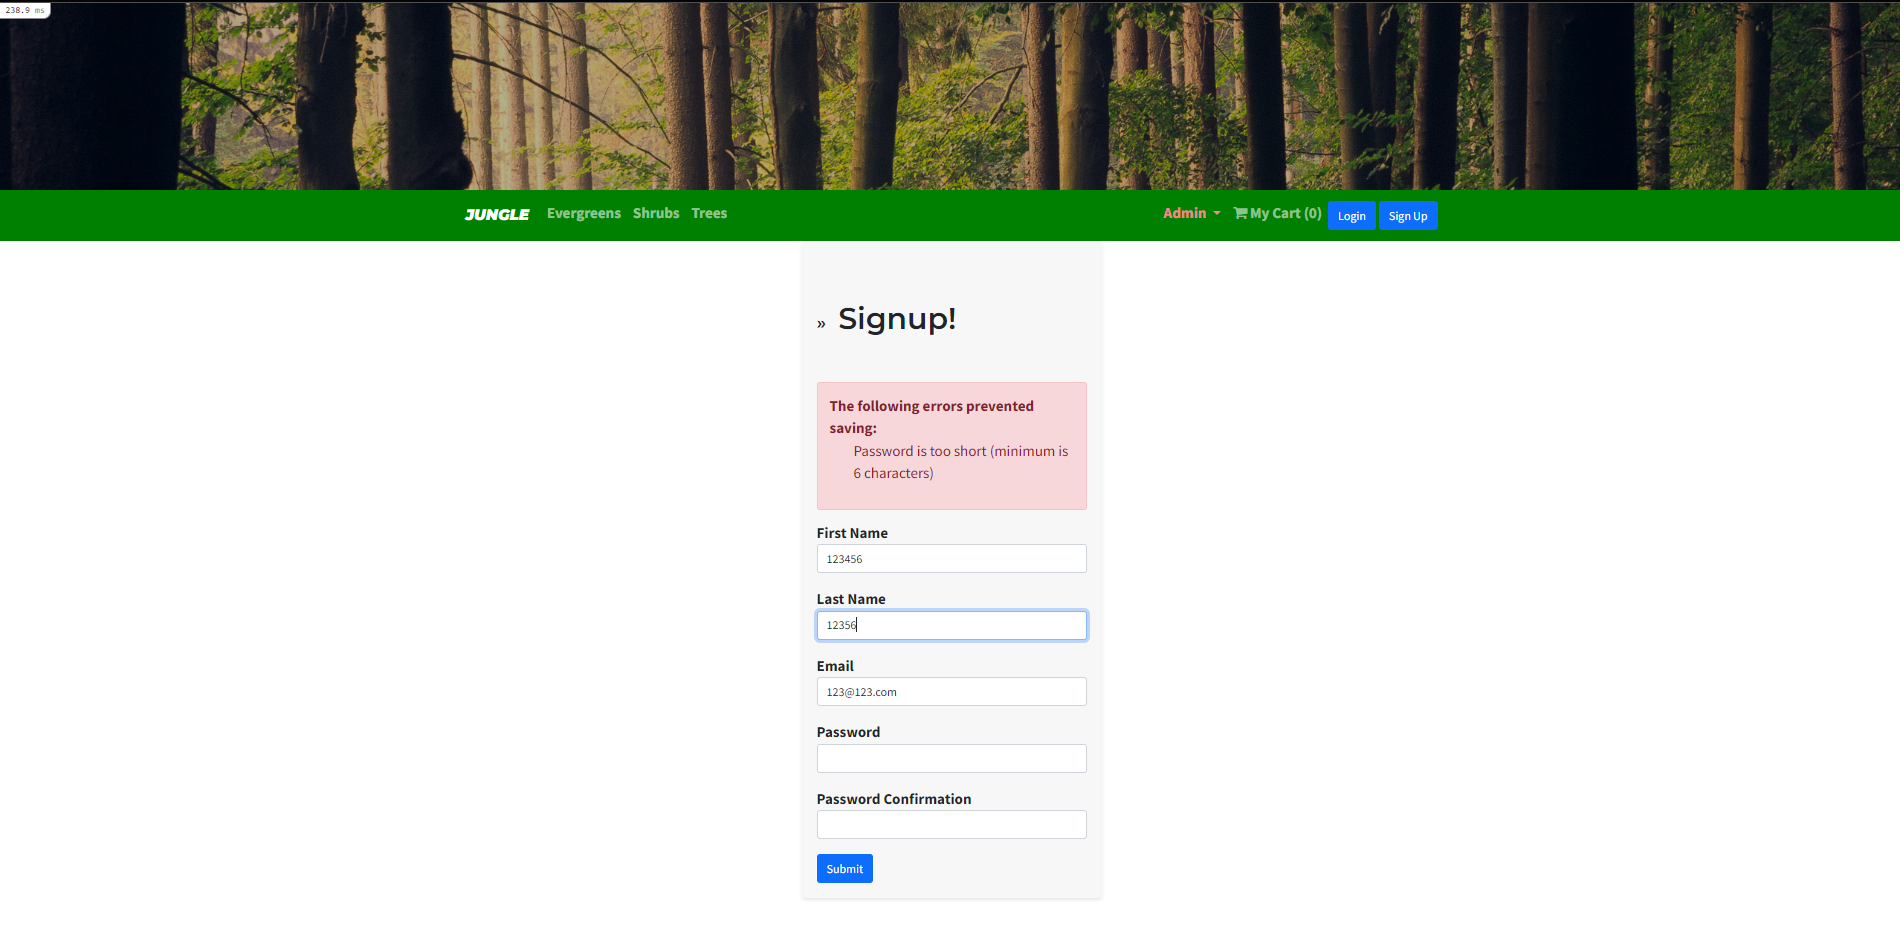 238.9 ms
JUNGLE Evergreens Shrubs Trees Admin My Cart (0) Login Sign Up
» Signup!
The following errors prevented
saving:
Password is too short (minimum is
6 characters)
First Name
123456
Last Name
12356
Email
123@123.com
Password
Password Confirmation
Submit